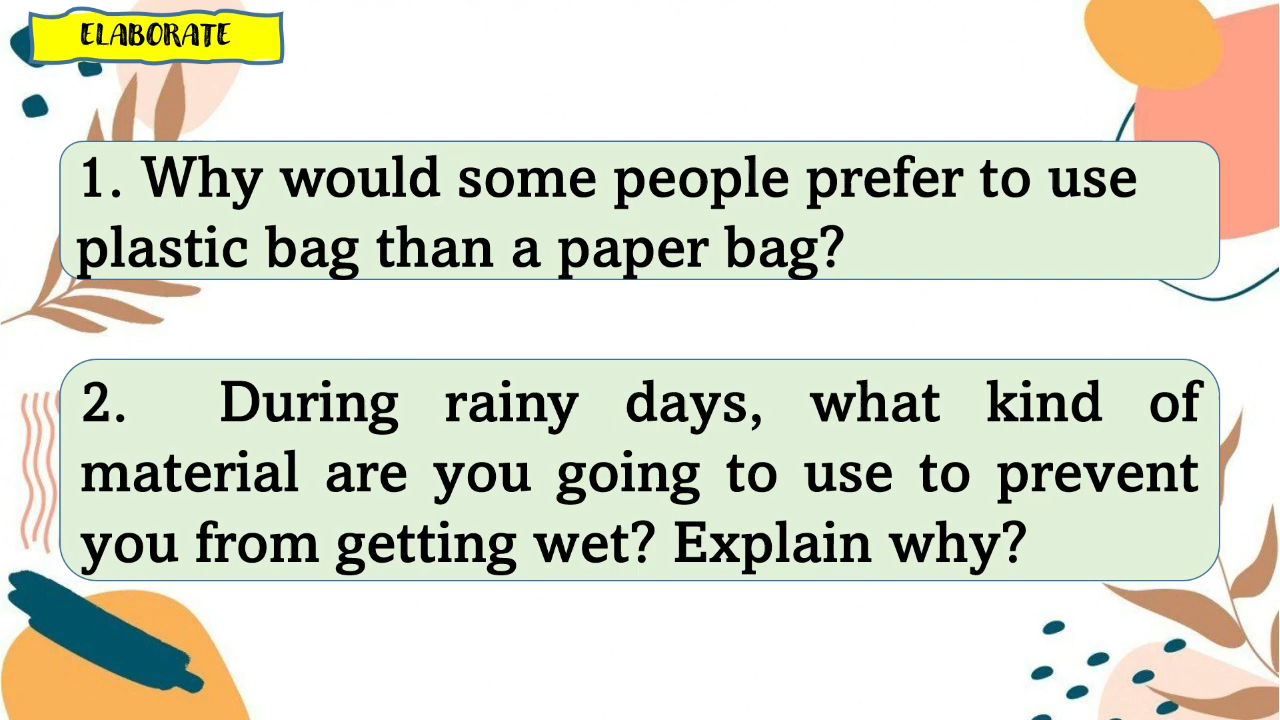 ELABORATE
1. Why would some people prefer to use
plastic bag than a paper bag?
2. During rainy days, what kind of
material are you going to use to prevent
you from getting wet? Explain why?